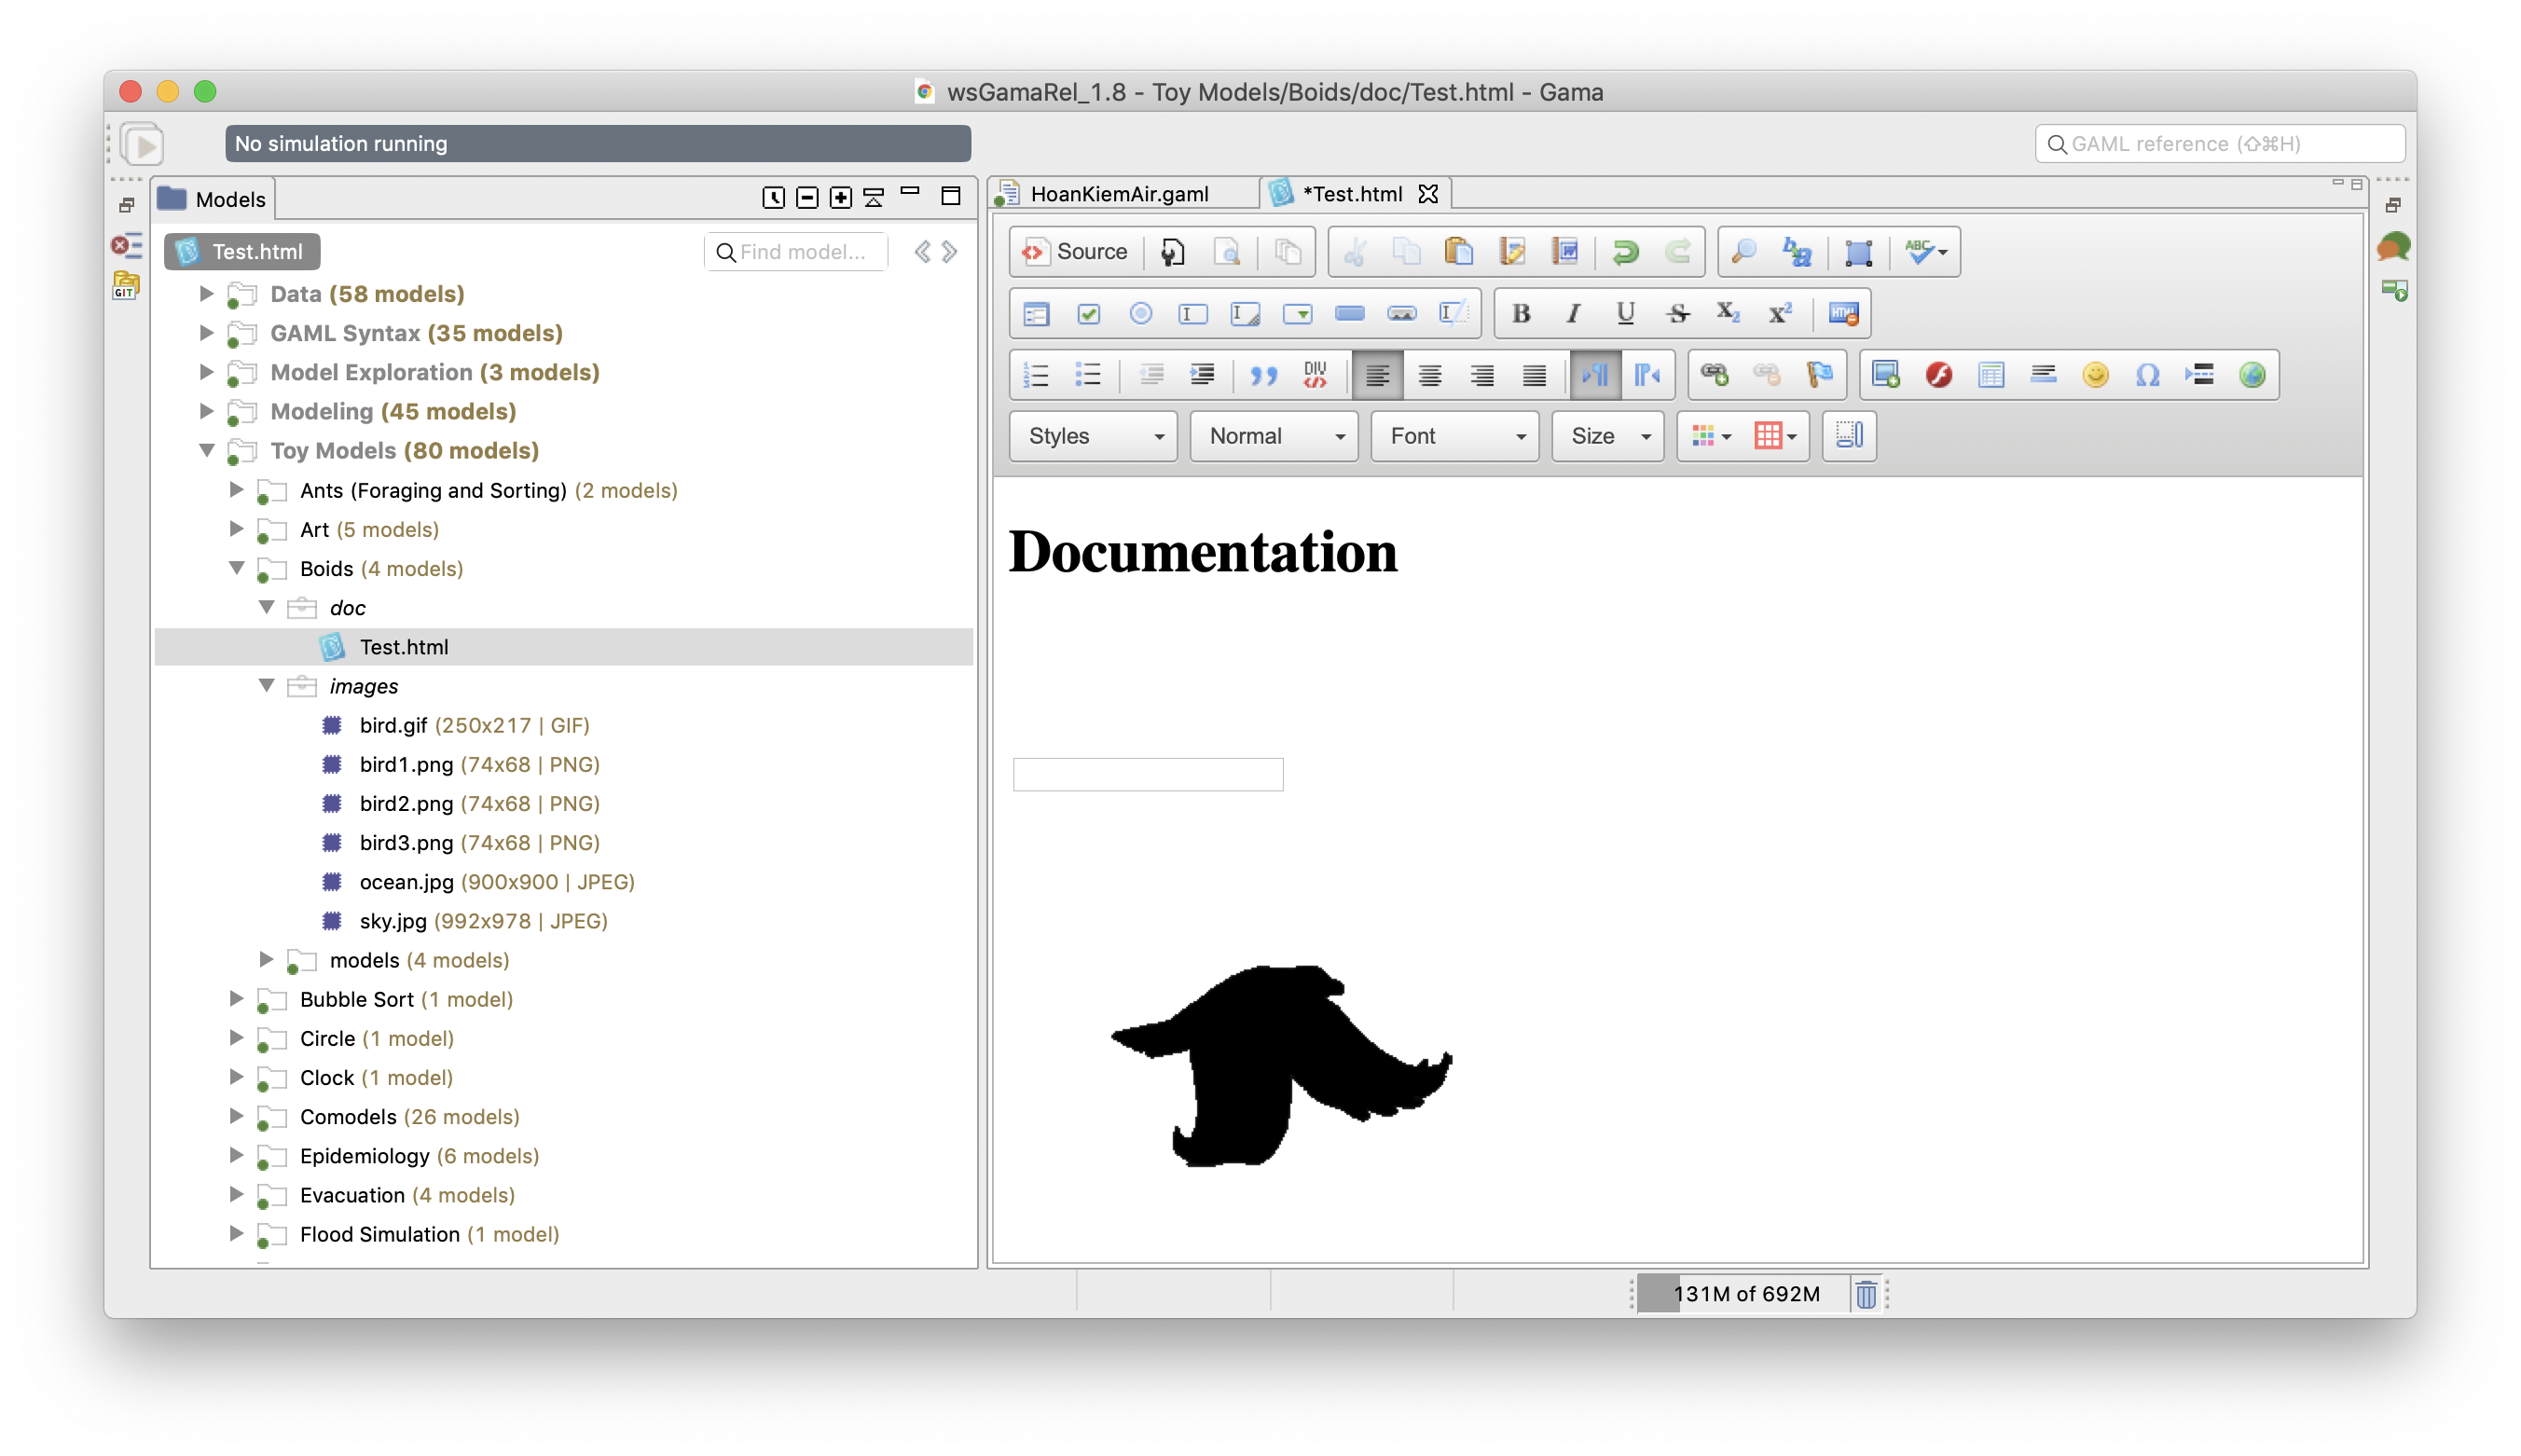 wsGamaRel_1.8 - Toy Models/Boids/doc/Test.html - Gama
No simulation running
GAML reference (⇧⌘H)
Models
HoanKiemAir.gaml
*Test.html
Test.html
Find model...
Source
ABC
GIT
Data (58 models)
GAML Syntax (35 models)
Model Exploration (3 models)
Modeling (45 models)
Toy Models (80 models)
Ants (Foraging and Sorting) (2 models)
Art (5 models)
Boids (4 models)
doc
Test.html
images
bird.gif (250x217 | GIF)
bird1.png (74x68 | PNG)
bird2.png (74x68 | PNG)
bird3.png (74x68 | PNG)
ocean.jpg (900x900 | JPEG)
sky.jpg (992x978 | JPEG)
models (4 models)
Bubble Sort (1 model)
Circle (1 model)
Clock (1 model)
Comodels (26 models)
Epidemiology (6 models)
Evacuation (4 models)
Flood Simulation (1 model)
B I U S X₂ x² HTML
DIV
Styles Normal Font Size
Documentation
131M of 692M